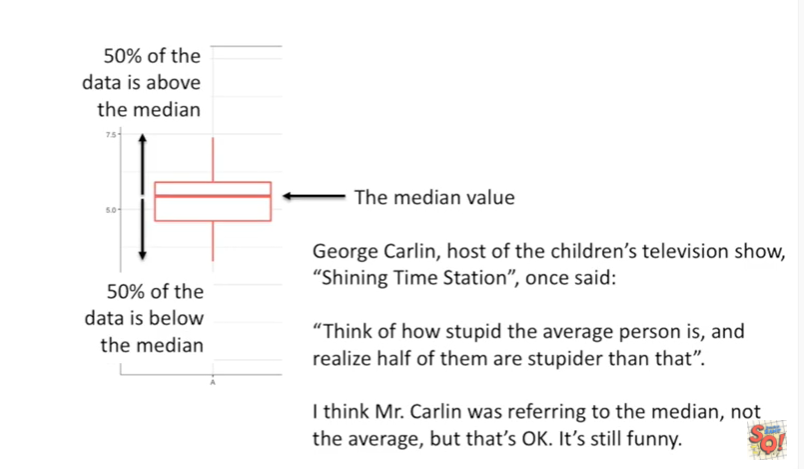 50% of the
data is above
the median
7.5
5.0
The median value
50% of the
data is below
the median
A
George Carlin, host of the children’s television show,
“Shining Time Station”, once said:
“Think of how stupid the average person is, and
realize half of them are stupider than that”.
I think Mr. Carlin was referring to the median, not
the average, but that’s OK. It’s still funny.
SQ!